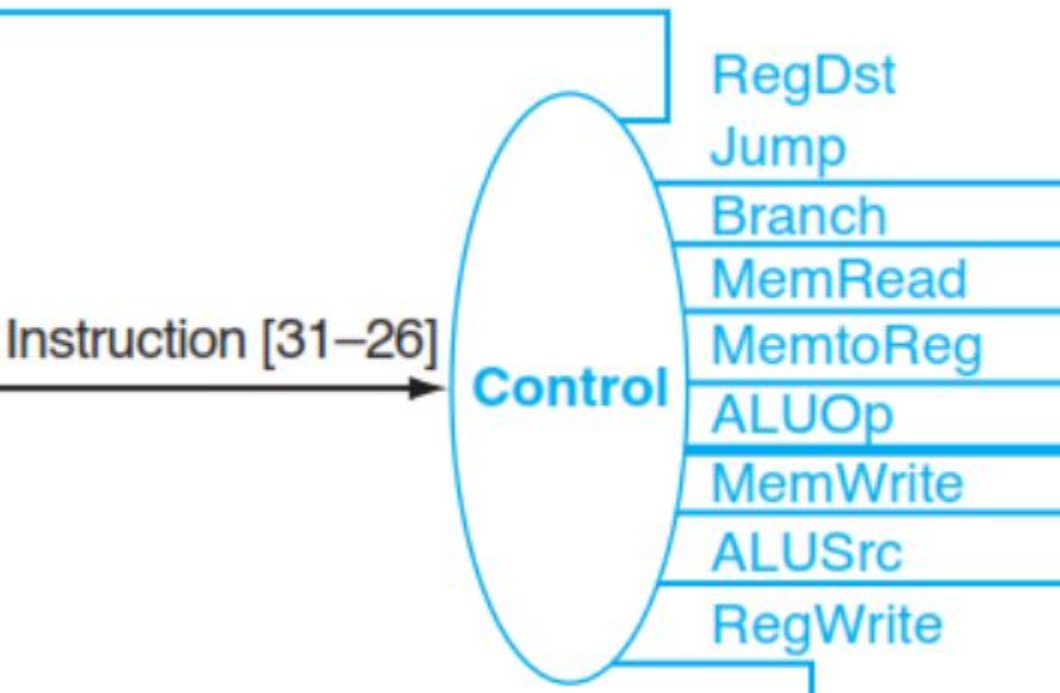 RegDst
Jump
Branch
MemRead
Instruction [31–26]
MemtoReg
Control
ALUOp
MemWrite
ALUSrc
RegWrite